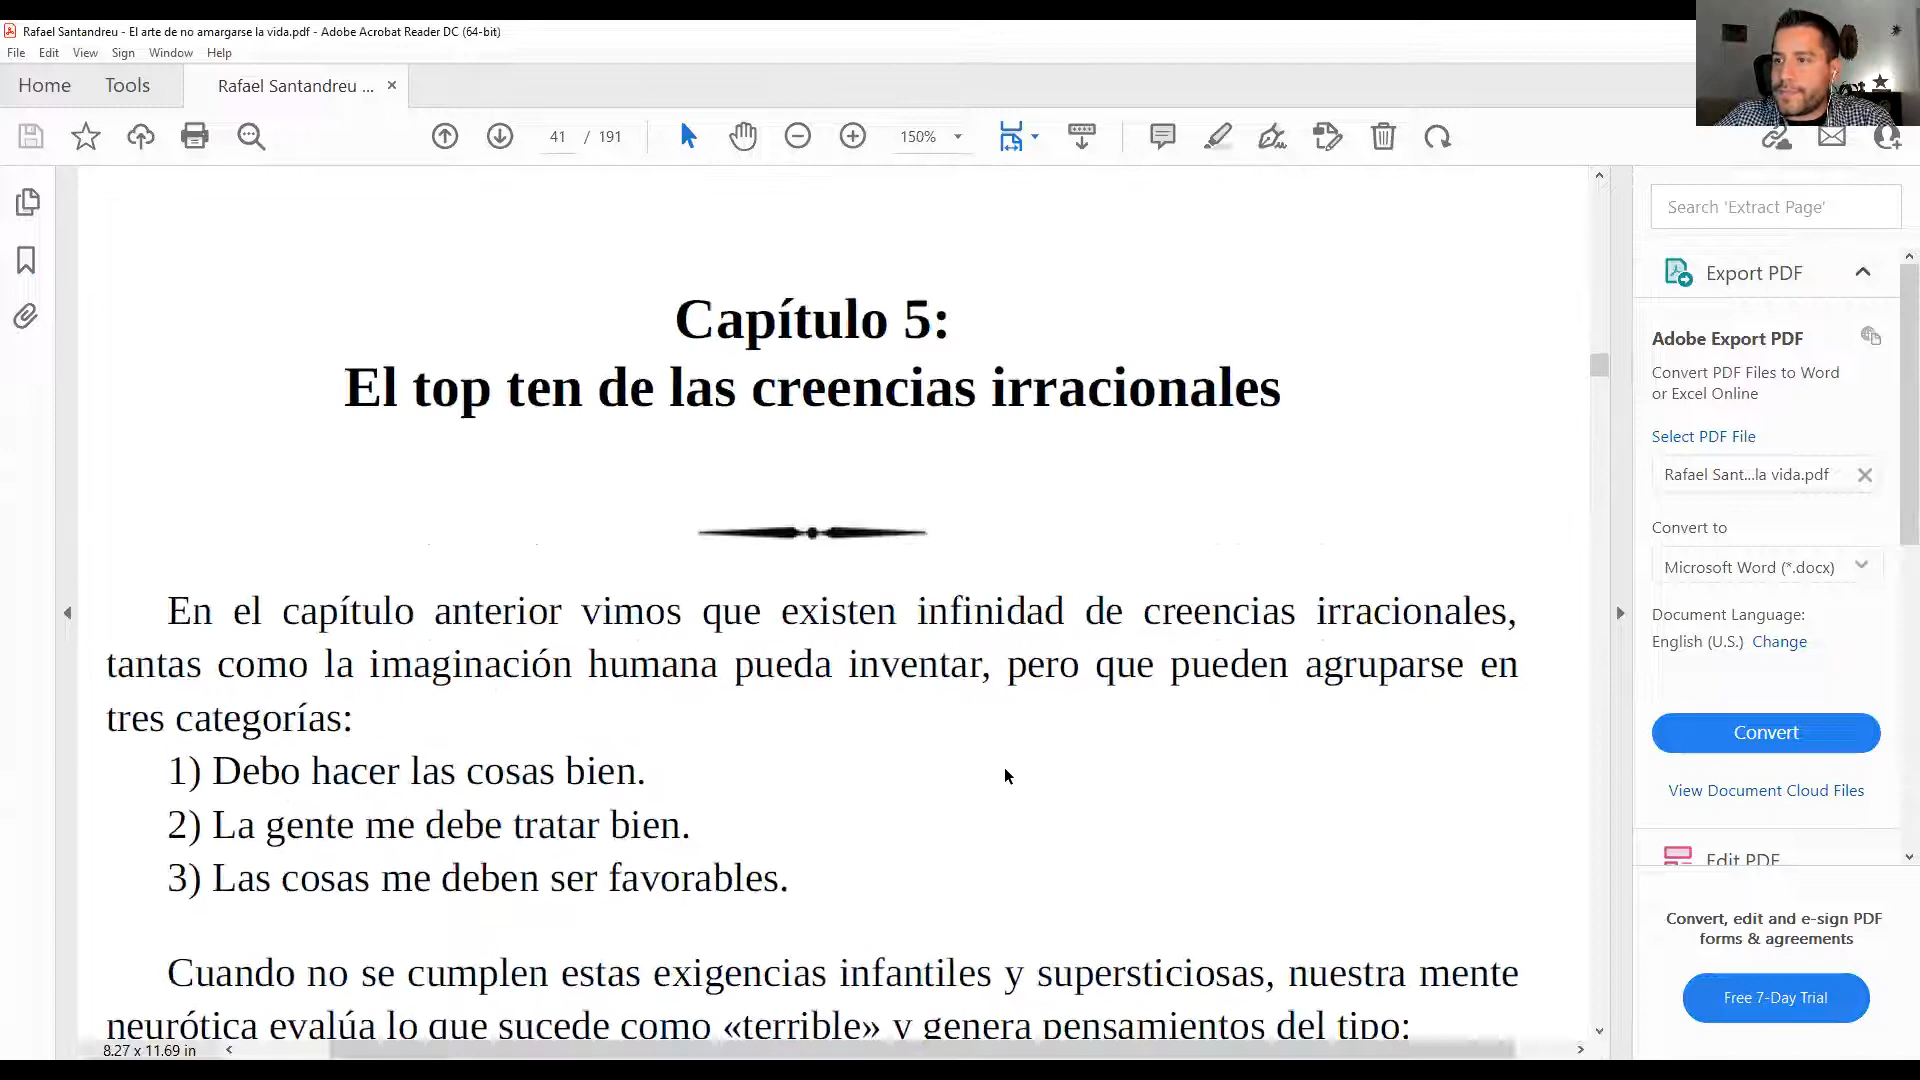 Rafael Santandreu - El arte de no amargarse la vida.pdf - Adobe Acrobat Reader DC (64-bit)
File Edit View Sign Window Help
Home Tools Rafael Santandreu ...
41 / 191 150%
Search 'Extract Page'
Export PDF
Adobe Export PDF
Convert PDF Files to Word
or Excel Online
Select PDF File
Rafael Sant...la vida.pdf
Convert to
Microsoft Word (*.docx)
Document Language:
English (U.S.) Change
Convert
View Document Cloud Files
Edit PDF
Convert, edit and e-sign PDF
forms & agreements
Free 7-Day Trial
Capítulo 5:
El top ten de las creencias irracionales
En el capítulo anterior vimos que existen infinidad de creencias irracionales,
tantas como la imaginación humana pueda inventar, pero que pueden agruparse en
tres categorías:
1) Debo hacer las cosas bien.
2) La gente me debe tratar bien.
3) Las cosas me deben ser favorables.
Cuando no se cumplen estas exigencias infantiles y supersticiosas, nuestra mente
neurótica evalúa lo que sucede como «terrible» y genera pensamientos del tipo:
8.27 x 11.69 in